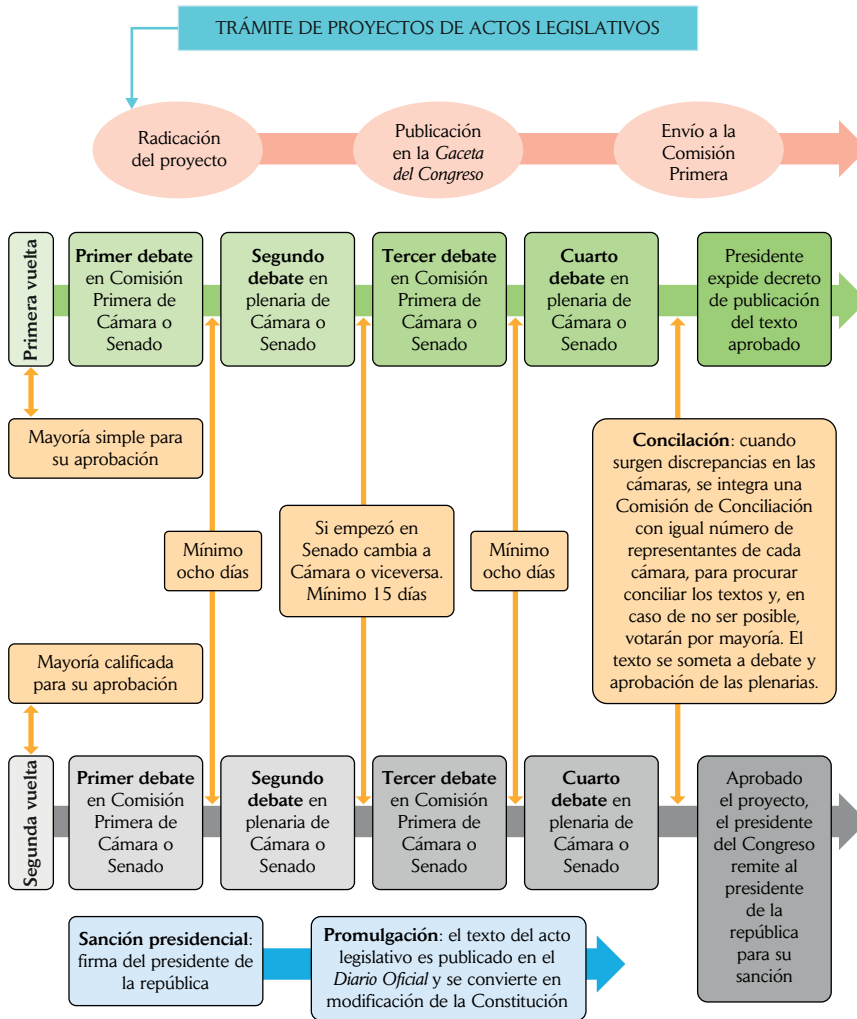 TRÁMITE DE PROYECTOS DE ACTOS LEGISLATIVOS
Radicación
del proyecto
Publicación
en la Gaceta
del Congreso
Envío a la
Comisión
Primera
Primera vuelta
Primer debate
en Comisión
Primera de
Cámara o
Senado
Segundo
debate en
plenaria de
Cámara o
Senado
Tercer debate
en Comisión
Primera de
Cámara o
Senado
Cuarto
debate en
plenaria de
Cámara o
Senado
Presidente
expide decreto
de publicación
del texto
aprobado
Mayoría simple para
su aprobación
Mínimo
ocho días
Si empezó en
Senado cambia a
Cámara o viceversa.
Mínimo 15 días
Mínimo
ocho días
Concilación: cuando
surgen discrepancias en las
cámaras, se integra una
Comisión de Conciliación
con igual número de
representantes de cada
cámara, para procurar
conciliar los textos y, en
caso de no ser posible,
votarán por mayoría. El
texto se someta a debate y
aprobación de las plenarias.
Mayoría calificada
para su aprobación
Segunda vuelta
Primer debate
en Comisión
Primera de
Cámara o
Senado
Segundo
debate en
plenaria de
Cámara o
Senado
Tercer debate
en Comisión
Primera de
Cámara o
Senado
Cuarto
debate en
plenaria de
Cámara o
Senado
Aprobado
el proyecto,
el presidente
del Congreso
remite al
presidente
de la
república
para su
sanción
Sanción presidencial:
firma del presidente de
la república
Promulgación: el texto del acto
legislativo es publicado en el
Diario Oficial y se convierte en
modificación de la Constitución